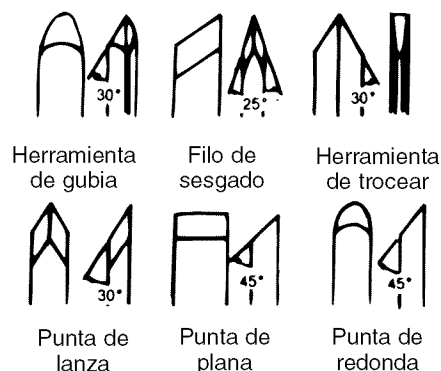 30°
25°
30°
Herramienta de gubia
Filo de sesgado
Herramienta de trocear
30°
45°
45°
Punta de lanza
Punta de plana
Punta de redonda